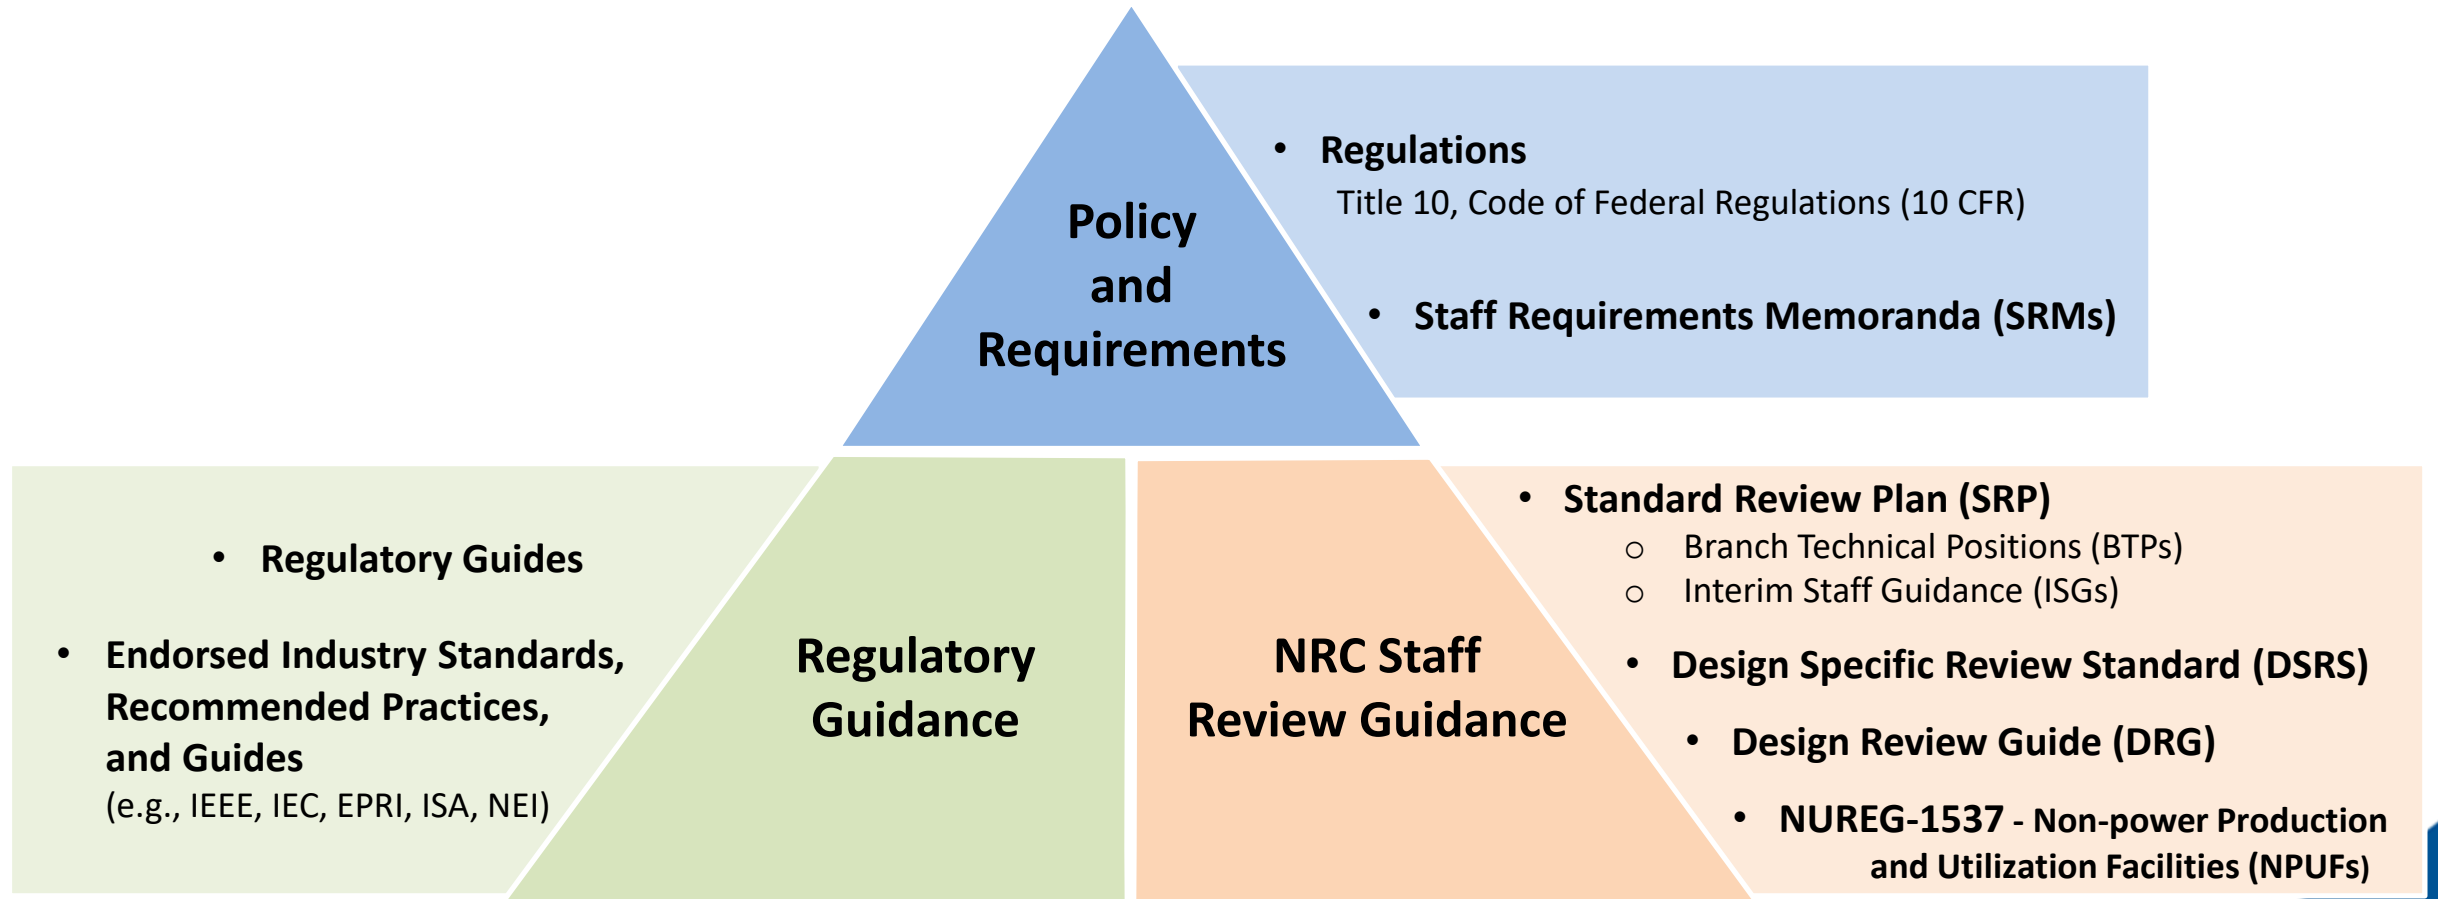 Policy
and
Requirements
• Regulations
Title 10, Code of Federal Regulations (10 CFR)
• Staff Requirements Memoranda (SRMs)
• Regulatory Guides
• Endorsed Industry Standards,
Recommended Practices,
and Guides
(e.g., IEEE, IEC, EPRI, ISA, NEI)
Regulatory
Guidance
NRC Staff
Review Guidance
• Standard Review Plan (SRP)
o Branch Technical Positions (BTPs)
o Interim Staff Guidance (ISGs)
• Design Specific Review Standard (DSRS)
• Design Review Guide (DRG)
• NUREG-1537 - Non-power Production
and Utilization Facilities (NPUFs)